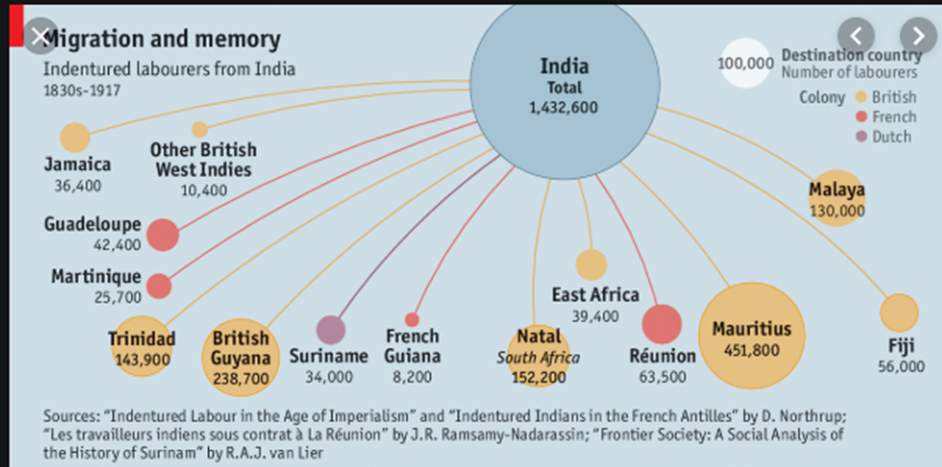 Migration and memory
Indentured labourers from India
1830s-1917
India
Total
1,432,600
100,000
Destination country
Number of labourers
Colony
British
French
Dutch
Jamaica
36,400
Other British
West Indies
10,400
Guadeloupe
42,400
Martinique
25,700
Trinidad
143,900
British
Guyana
238,700
Suriname
34,000
French
Guiana
8,200
Natal
South Africa
152,200
East Africa
39,400
Réunion
63,500
Mauritius
451,800
Malaya
130,000
Fiji
56,000
Sources: “Indentured Labour in the Age of Imperialism” and “Indentured Indians in the French Antilles” by D. Northrup;
“Les travailleurs indiens sous contrat à La Réunion” by J.R. Ramsamy-Nadarassin; “Frontier Society: A Social Analysis of
the History of Surinam” by R.A.J. van Lier